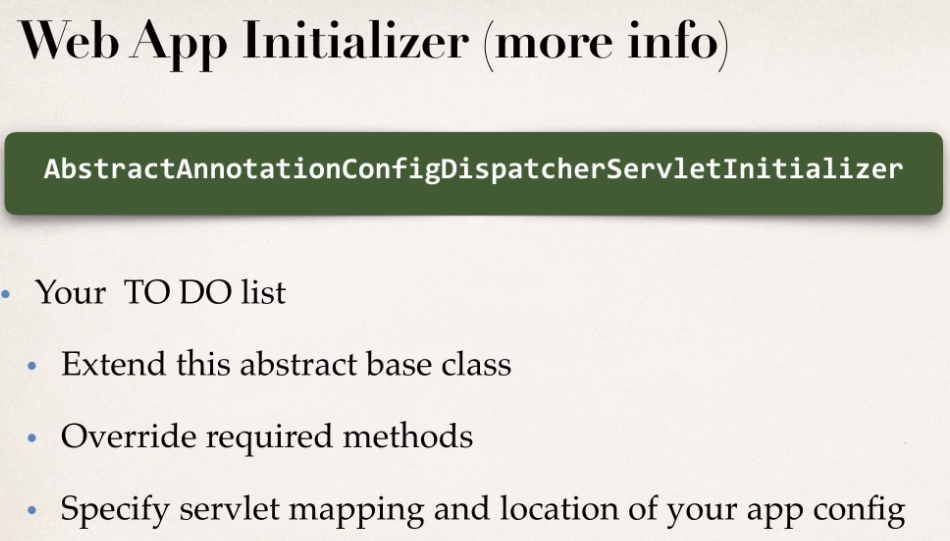 Web App Initializer (more info)
AbstractAnnotationConfigDispatcherServletInitializer
• Your TO DO list
• Extend this abstract base class
• Override required methods
• Specify servlet mapping and location of your app config